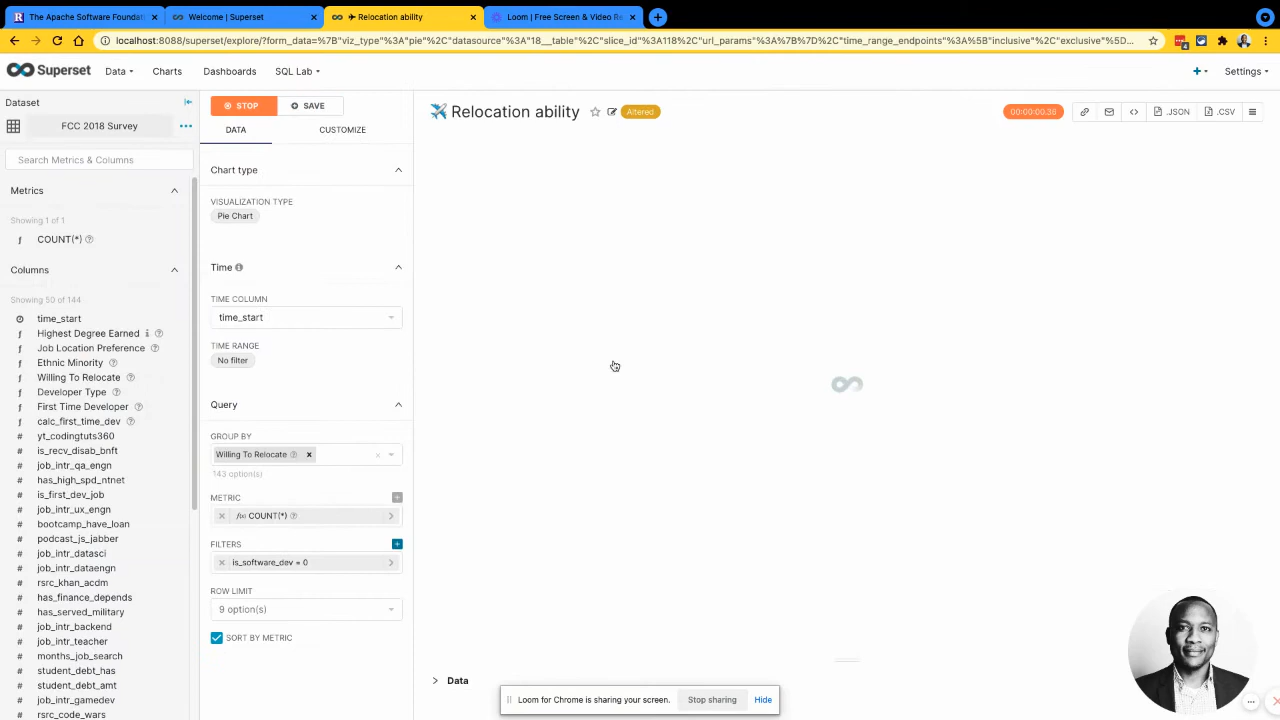 The Apache Software Foundati
Welcome | Superset
✈ Relocation ability
Loom | Free Screen & Video Re
localhost:8088/superset/explore/?form_data=%7B"viz_type"%3A"pie"%2C"datasource"%3A"18__table"%2C"slice_id"%3A118%2C"url_params"%3A%7B%7D%2C"time_range_endpoints"%3A%5B"inclusive"%2C"exclusive"%5D...
Superset
Data
Charts
Dashboards
SQL Lab
Settings
Dataset
FCC 2018 Survey
Search Metrics & Columns
Metrics
Showing 1 of 1
ƒ COUNT(*)
Columns
Showing 50 of 144
time_start
ƒ Highest Degree Earned
ƒ Job Location Preference
ƒ Ethnic Minority
ƒ Willing To Relocate
ƒ Developer Type
ƒ First Time Developer
ƒ calc_first_time_dev
# yt_codingtuts360
# is_recv_disab_bnft
# job_intr_qa_engn
# has_high_spd_ntnet
# is_first_dev_job
# job_intr_ux_engn
# bootcamp_have_loan
# podcast_js_jabber
# job_intr_datasci
# job_intr_dataengn
# rsrc_khan_acdm
# has_finance_depends
# has_served_military
# job_intr_backend
# job_intr_teacher
# months_job_search
# student_debt_has
# student_debt_amt
# job_intr_gamedev
# rsrc_code_wars
STOP
SAVE
DATA
CUSTOMIZE
Chart type
VISUALIZATION TYPE
Pie Chart
Time
TIME COLUMN
time_start
TIME RANGE
No filter
Query
GROUP BY
Willing To Relocate
143 option(s)
METRIC
ƒ(x) COUNT(*)
FILTERS
is_software_dev = 0
ROW LIMIT
9 option(s)
SORT BY METRIC
✈️ Relocation ability
Altered
00:00:00.36
.JSON
.CSV
Data
Loom for Chrome is sharing your screen.
Stop sharing
Hide